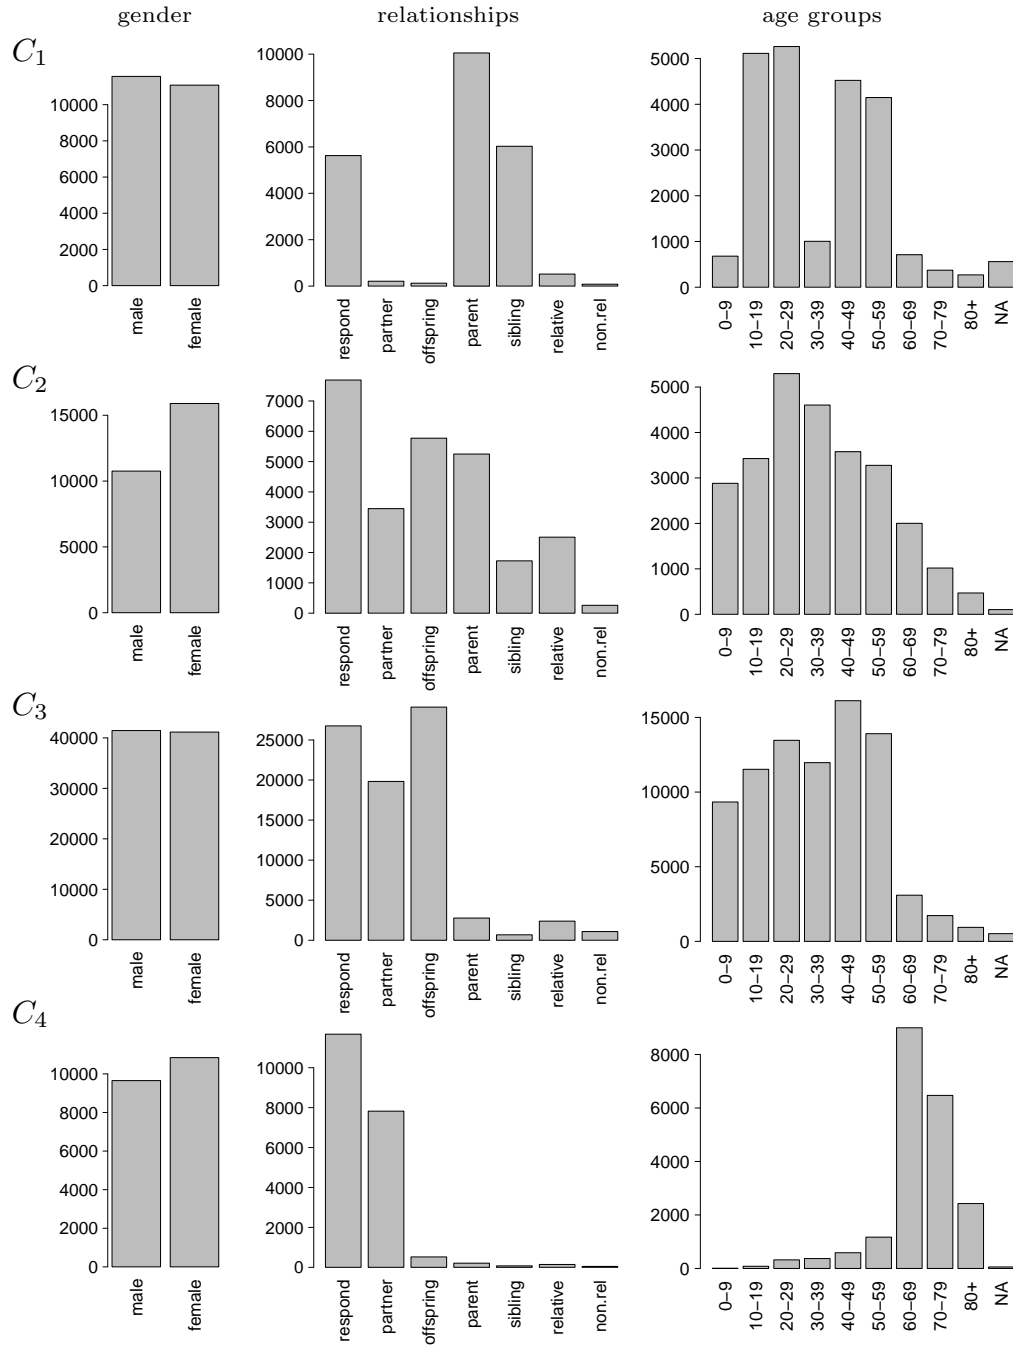 gender relationships age groups
C1
10000
8000
6000
4000
2000
0
male
female
10000
8000
6000
4000
2000
0
respond
partner
offspring
parent
sibling
relative
non.rel
5000
4000
3000
2000
1000
0
0−9
10−19
20−29
30−39
40−49
50−59
60−69
70−79
80+
NA
C2
15000
10000
5000
0
male
female
7000
6000
5000
4000
3000
2000
1000
0
respond
partner
offspring
parent
sibling
relative
non.rel
5000
4000
3000
2000
1000
0
0−9
10−19
20−29
30−39
40−49
50−59
60−69
70−79
80+
NA
C3
40000
30000
20000
10000
0
male
female
25000
20000
15000
10000
5000
0
respond
partner
offspring
parent
sibling
relative
non.rel
15000
10000
5000
0
0−9
10−19
20−29
30−39
40−49
50−59
60−69
70−79
80+
NA
C4
10000
8000
6000
4000
2000
0
male
female
10000
8000
6000
4000
2000
0
respond
partner
offspring
parent
sibling
relative
non.rel
8000
6000
4000
2000
0
0−9
10−19
20−29
30−39
40−49
50−59
60−69
70−79
80+
NA